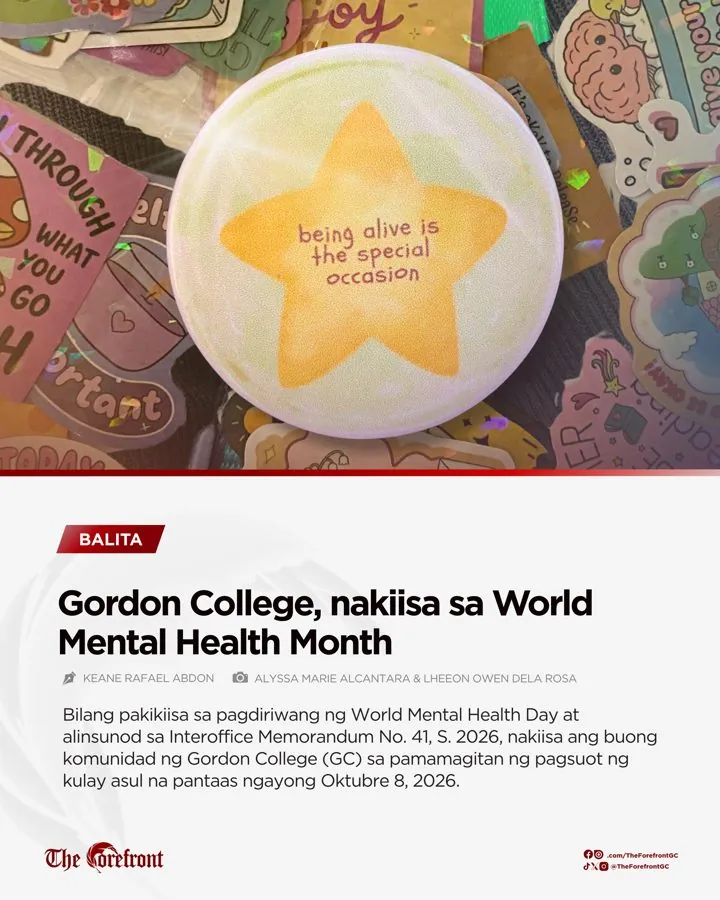 joy
THROUGH
WHAT
YOU
GO
being alive is
the special
occasion
ortant
TODAY
BALITA
Gordon College, nakiisa sa World
Mental Health Month
KEANE RAFAEL ABDON
ALYSSA MARIE ALCANTARA & LHEEON OWEN DELA ROSA
Bilang pakikiisa sa pagdiriwang ng World Mental Health Day at
alinsunod sa Interoffice Memorandum No. 41, S. 2026, nakiisa ang buong
komunidad ng Gordon College (GC) sa pamamagitan ng pagsuot ng
kulay asul na pantaas ngayong Oktubre 8, 2026.
The Forefront
.com/TheForefrontGC
@TheForefrontGC